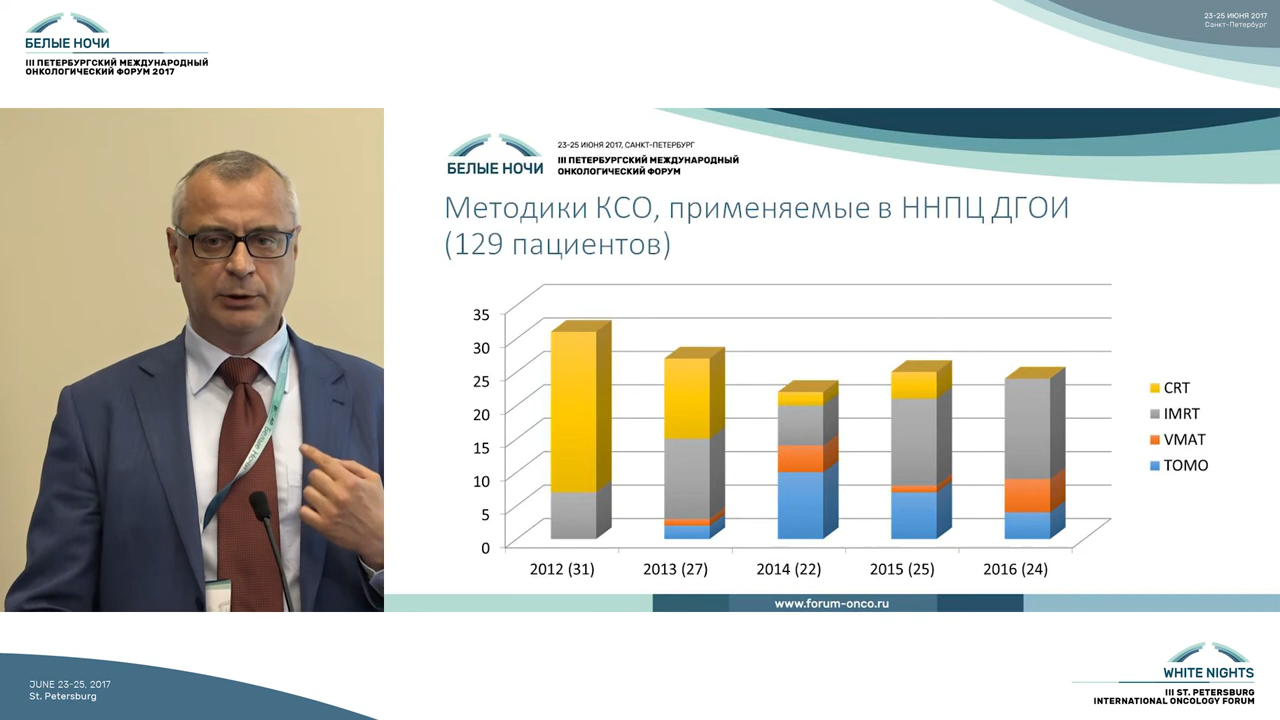 БЕЛЫЕ НОЧИ
III ПЕТЕРБУРГСКИЙ МЕЖДУНАРОДНЫЙ
ОНКОЛОГИЧЕСКИЙ ФОРУМ 2017
23-25 ИЮНЯ 2017
Санкт-Петербург
БЕЛЫЕ НОЧИ
23-25 ИЮНЯ 2017, САНКТ-ПЕТЕРБУРГ
III ПЕТЕРБУРГСКИЙ МЕЖДУНАРОДНЫЙ
ОНКОЛОГИЧЕСКИЙ ФОРУМ
Методики КСО, применяемые в ННПЦ ДГОИ
(129 пациентов)
35
30
25
20
15
10
5
0
2012 (31)
2013 (27)
2014 (22)
2015 (25)
2016 (24)
CRT
IMRT
VMAT
TOMO
www.forum-onco.ru
Белые Ночи
JUNE 23-25, 2017
St. Petersburg
WHITE NIGHTS
III ST. PETERSBURG
INTERNATIONAL ONCOLOGY FORUM